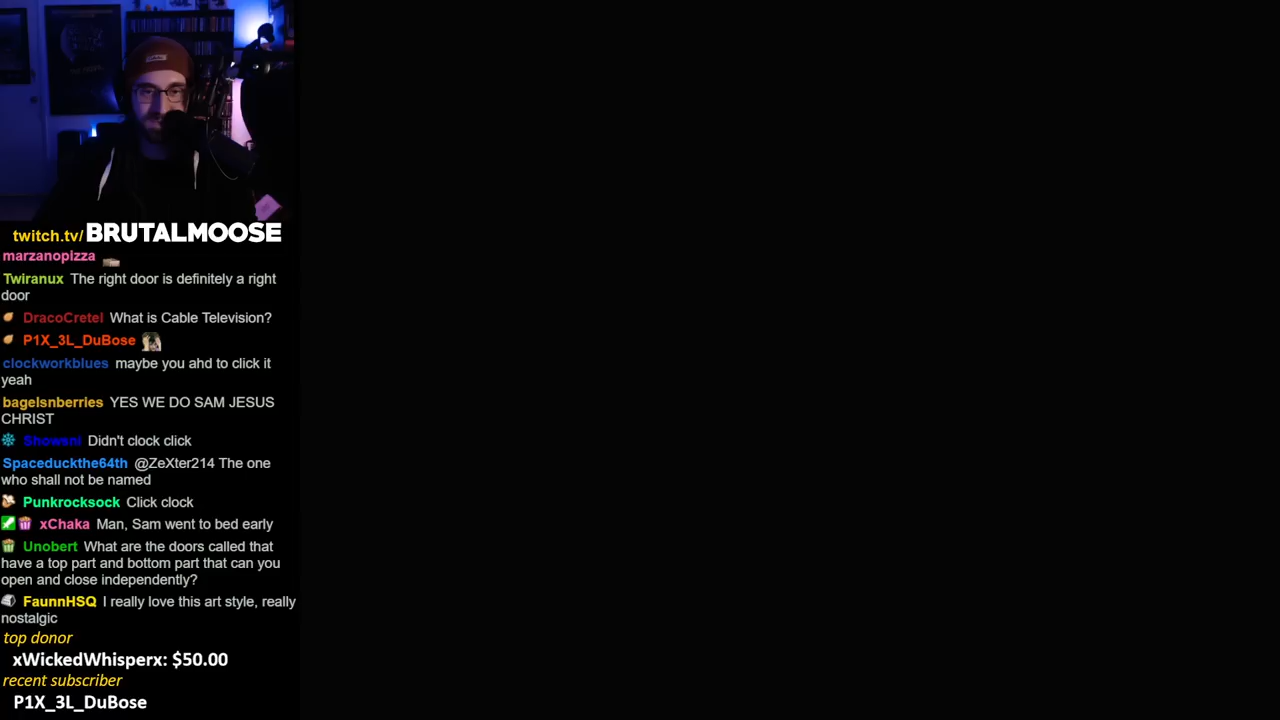 twitch.tv/BRUTALMOOSE
marzanopizza
Twiranux The right door is definitely a right
door
DracoCretel What is Cable Television?
P1X_3L_DuBose
clockworkblues maybe you ahd to click it
yeah
bagelsnberries YES WE DO SAM JESUS
CHRIST
Showsni Didn't clock click
Spaceduckthe64th @ZeXter214 The one
who shall not be named
Punkrocksock Click clock
xChaka Man, Sam went to bed early
Unobert What are the doors called that
have a top part and bottom part that can you
open and close independently?
FaunnHSQ I really love this art style, really
nostalgic
top donor
xWickedWhisperx: $50.00
recent subscriber
P1X_3L_DuBose